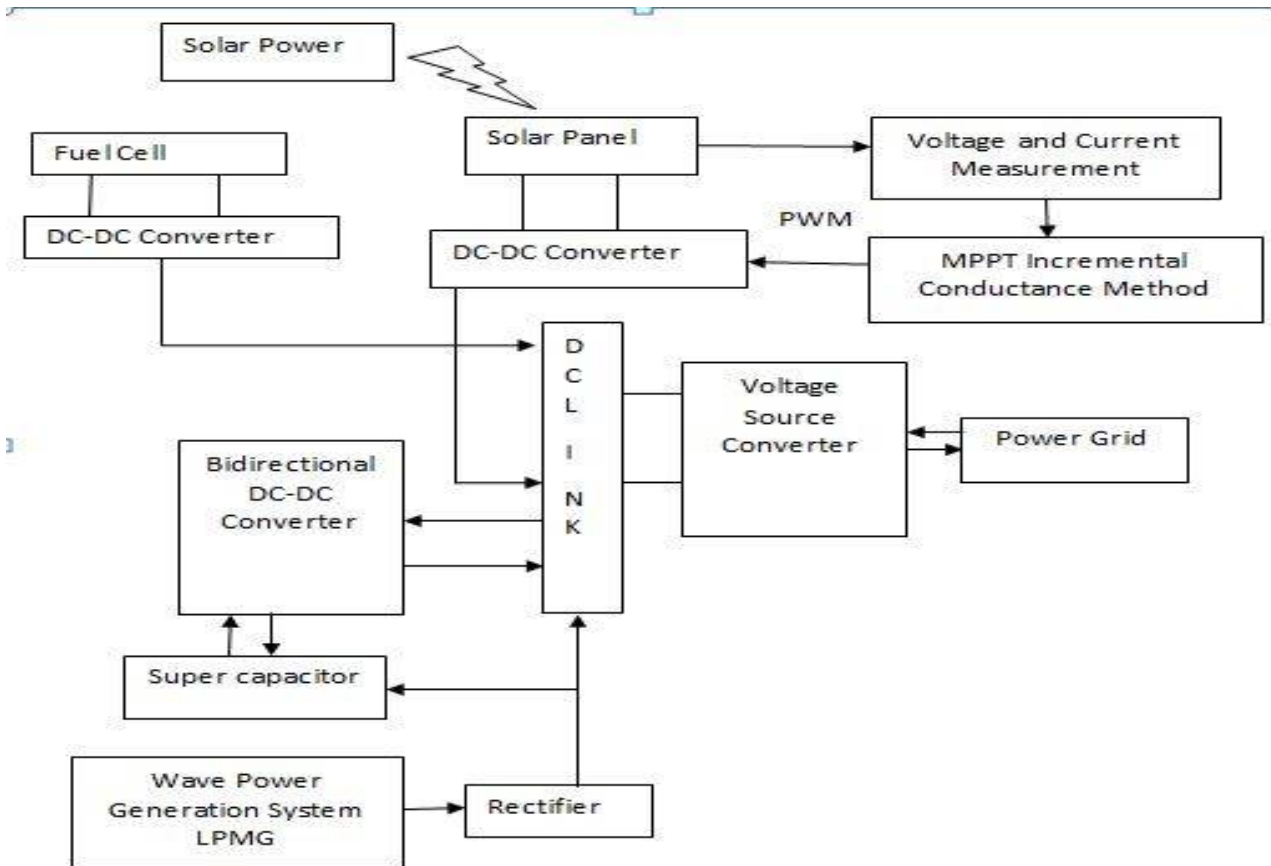 Solar Power
Solar Panel
Voltage and Current
Measurement
Fuel Cell
PWM
DC-DC Converter
DC-DC Converter
MPPT Incremental
Conductance Method
D
C
L
I
N
K
Voltage
Source
Converter
Power Grid
Bidirectional
DC-DC
Converter
Super capacitor
Wave Power
Generation System
LPMG
Rectifier